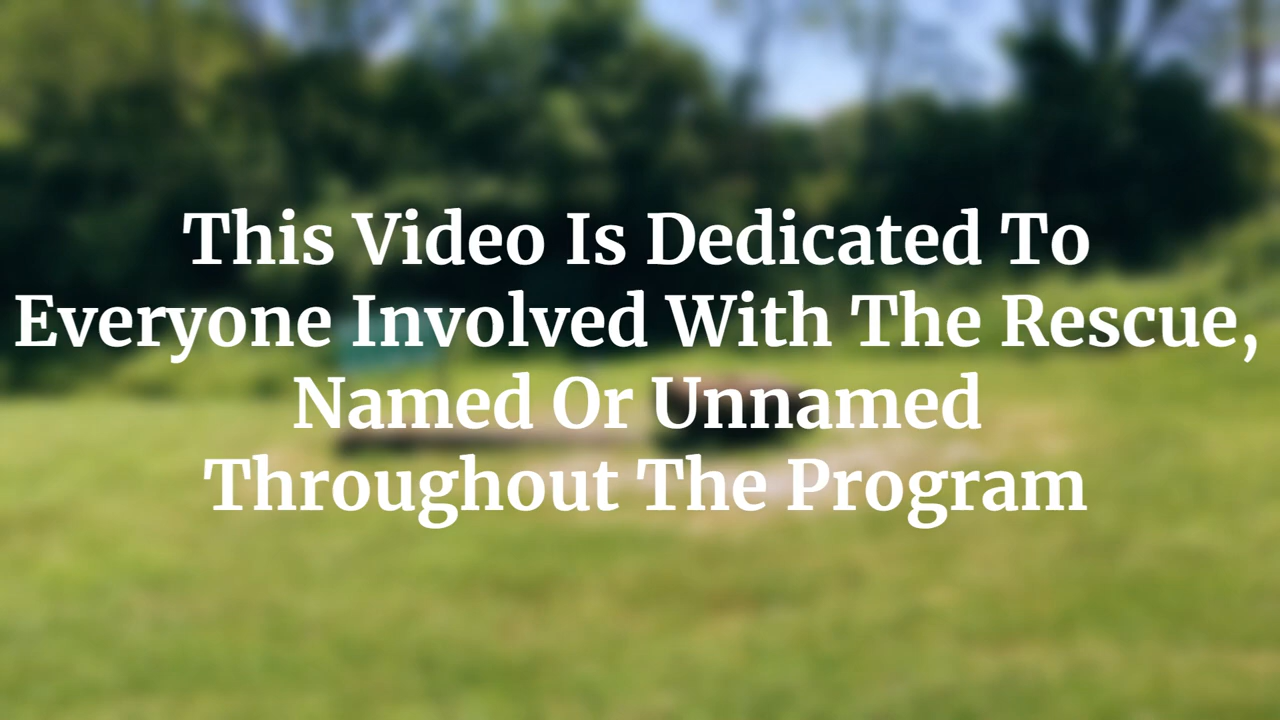 This Video Is Dedicated To
Everyone Involved With The Rescue,
Named Or Unnamed
Throughout The Program